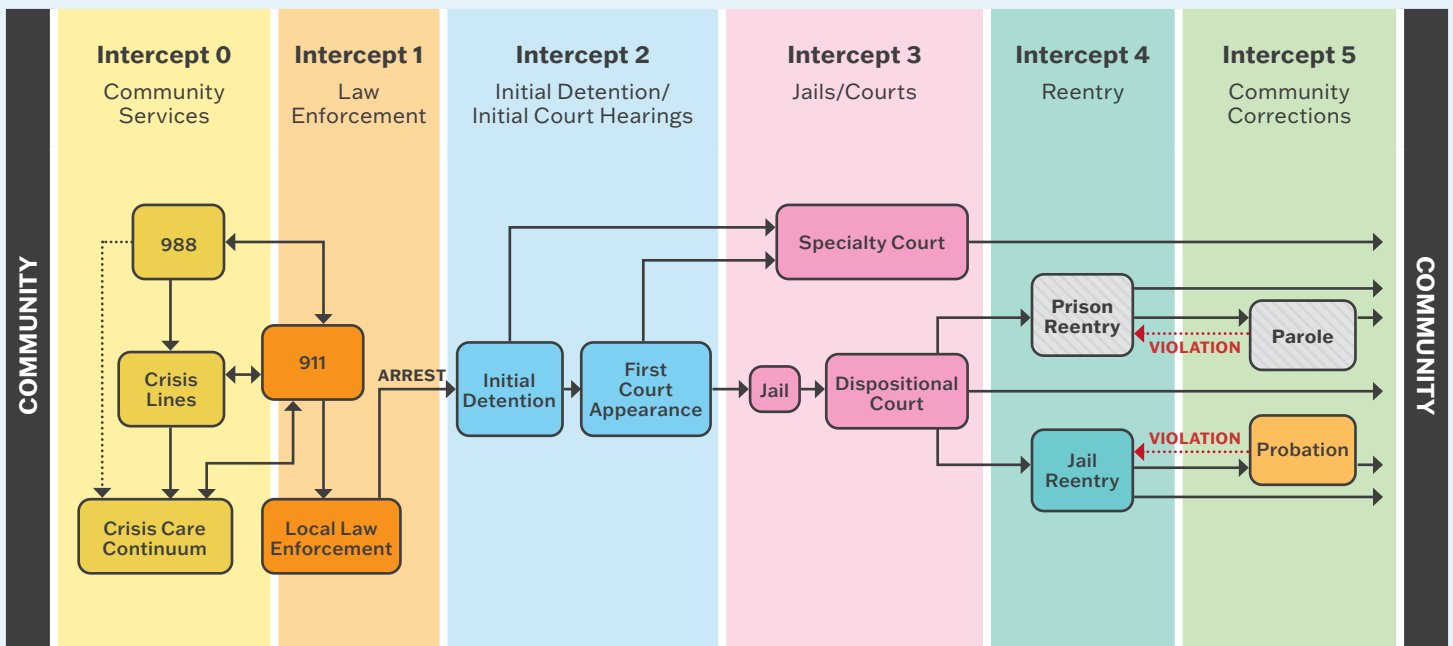 COMMUNITY
Intercept 0
Community
Services
Intercept 1
Law
Enforcement
Intercept 2
Initial Detention/
Initial Court Hearings
Intercept 3
Jails/Courts
Intercept 4
Reentry
Intercept 5
Community
Corrections
COMMUNITY
988
Crisis
Lines
Crisis Care
Continuum
911
Local Law
Enforcement
ARREST
Initial
Detention
First
Court
Appearance
Specialty Court
Jail
Dispositional
Court
Prison
Reentry
VIOLATION
Parole
Jail
Reentry
VIOLATION
Probation